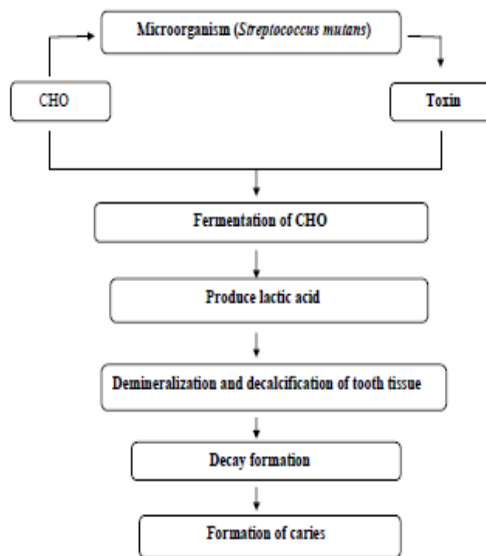 Microorganism (Streptococcus mutans)
CHO
Toxin
Fermentation of CHO
Produce lactic acid
Demineralization and decalcification of tooth tissue
Decay formation
Formation of caries